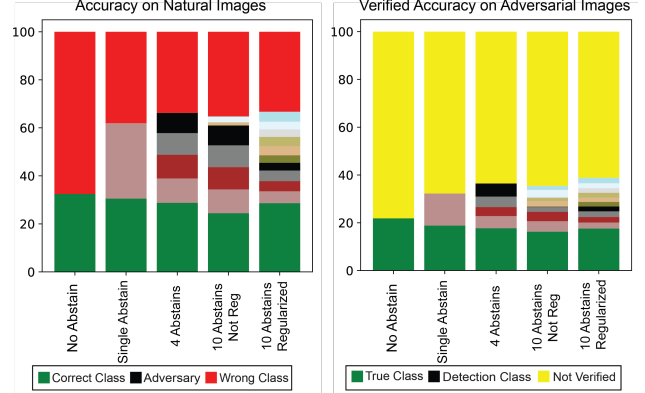 Accuracy on Natural Images
100
80
60
40
20
0
No Abstain
Single Abstain
4 Abstains
10 Abstains
Not Reg
10 Abstains
Regularized
Correct Class
Adversary
Wrong Class
Verified Accuracy on Adversarial Images
100
80
60
40
20
0
No Abstain
Single Abstain
4 Abstains
10 Abstains
Not Reg
10 Abstains
Regularized
True Class
Detection Class
Not Verified